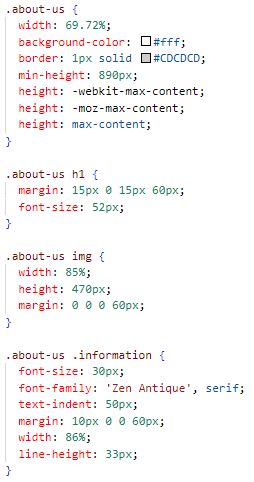 .about-us {
width: 69.72%;
background-color: #fff;
border: 1px solid #CDCDCD;
min-height: 890px;
height: -webkit-max-content;
height: -moz-max-content;
height: max-content;
}
.about-us h1 {
margin: 15px 0 15px 60px;
font-size: 52px;
}
.about-us img {
width: 85%;
height: 470px;
margin: 0 0 0 60px;
}
.about-us .information {
font-size: 30px;
font-family: 'Zen Antique', serif;
text-indent: 50px;
margin: 10px 0 0 60px;
width: 86%;
line-height: 33px;
}